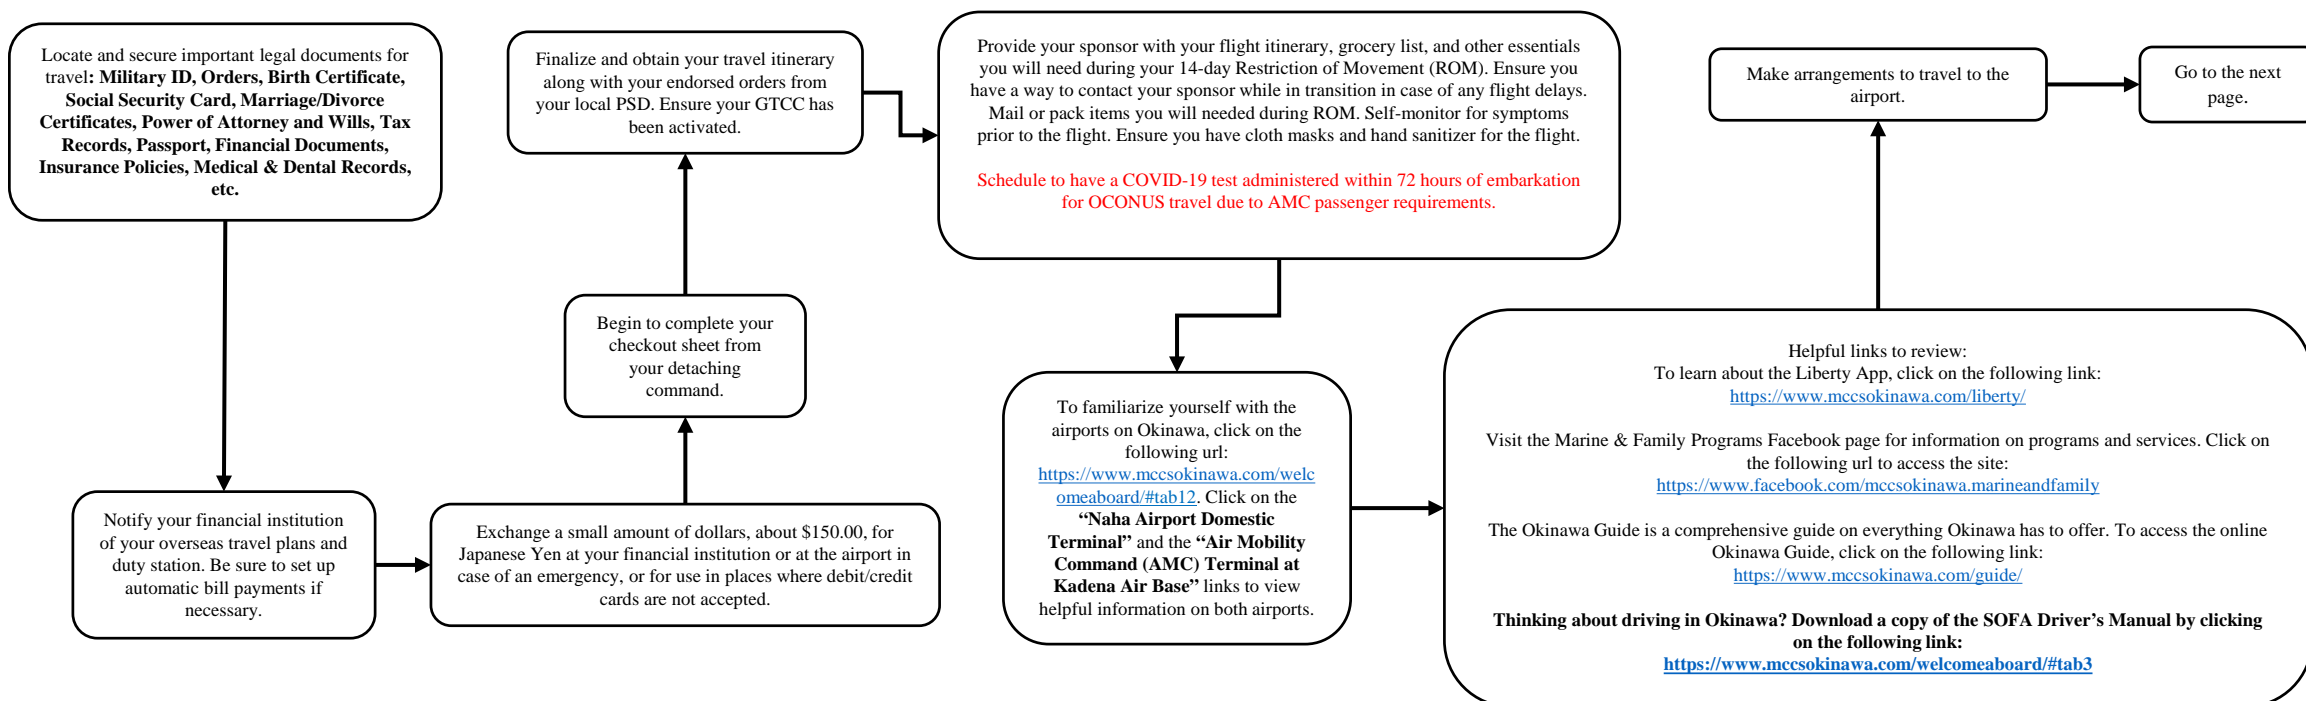 Locate and secure important legal documents for
travel: Military ID, Orders, Birth Certificate,
Social Security Card, Marriage/Divorce
Certificates, Power of Attorney and Wills, Tax
Records, Passport, Financial Documents,
Insurance Policies, Medical & Dental Records,
etc.
Notify your financial institution
of your overseas travel plans and
duty station. Be sure to set up
automatic bill payments if
necessary.
Exchange a small amount of dollars, about $150.00, for
Japanese Yen at your financial institution or at the airport in
case of an emergency, or for use in places where debit/credit
cards are not accepted.
Begin to complete your
checkout sheet from
your detaching
command.
Finalize and obtain your travel itinerary
along with your endorsed orders from
your local PSD. Ensure your GTCC has
been activated.
Provide your sponsor with your flight itinerary, grocery list, and other essentials
you will need during your 14-day Restriction of Movement (ROM). Ensure you
have a way to contact your sponsor while in transition in case of any flight delays.
Mail or pack items you will needed during ROM. Self-monitor for symptoms
prior to the flight. Ensure you have cloth masks and hand sanitizer for the flight.
Schedule to have a COVID-19 test administered within 72 hours of embarkation
for OCONUS travel due to AMC passenger requirements.
To familiarize yourself with the
airports on Okinawa, click on the
following url:
https://www.mccsokinawa.com/welc
omeaboard/#tab12. Click on the
“Naha Airport Domestic
Terminal” and the “Air Mobility
Command (AMC) Terminal at
Kadena Air Base” links to view
helpful information on both airports.
Helpful links to review:
To learn about the Liberty App, click on the following link:
https://www.mccsokinawa.com/liberty/
Visit the Marine & Family Programs Facebook page for information on programs and services. Click on
the following url to access the site:
https://www.facebook.com/mccsokinawa.marineandfamily
The Okinawa Guide is a comprehensive guide on everything Okinawa has to offer. To access the online
Okinawa Guide, click on the following link:
https://www.mccsokinawa.com/guide/
Thinking about driving in Okinawa? Download a copy of the SOFA Driver’s Manual by clicking
on the following link:
https://www.mccsokinawa.com/welcomeaboard/#tab3
Make arrangements to travel to the
airport.
Go to the next
page.